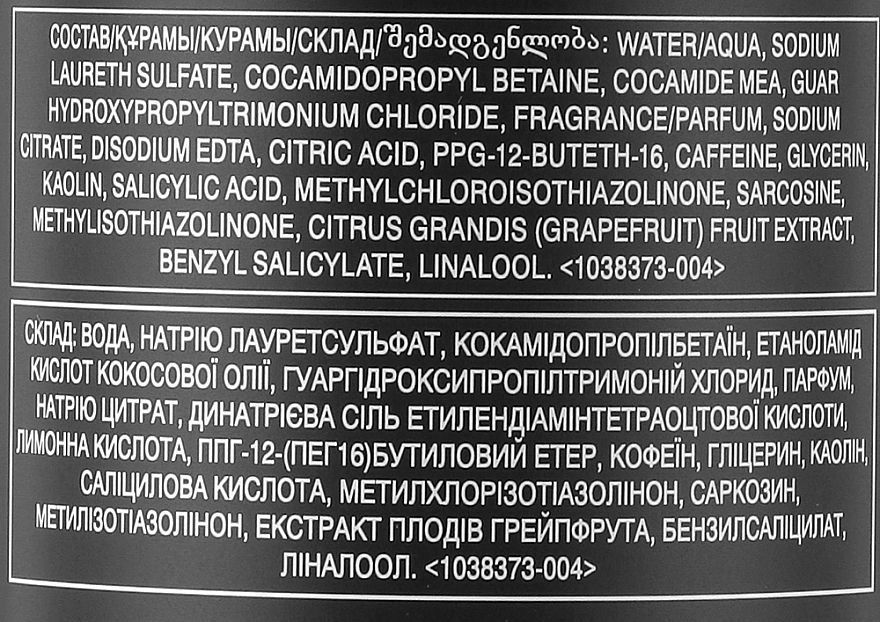 СОСТАВ/ҚҰРАМЫ/КУРАМЫ/СКЛАД/შემადგენლობა: WATER/AQUA, SODIUM
LAURETH SULFATE, COCAMIDOPROPYL BETAINE, COCAMIDE MEA, GUAR
HYDROXYPROPYLTRIMONIUM CHLORIDE, FRAGRANCE/PARFUM, SODIUM
CITRATE, DISODIUM EDTA, CITRIC ACID, PPG-12-BUTETH-16, CAFFEINE, GLYCERIN,
KAOLIN, SALICYLIC ACID, METHYLCHLOROISOTHIAZOLINONE, SARCOSINE,
METHYLISOTHIAZOLINONE, CITRUS GRANDIS (GRAPEFRUIT) FRUIT EXTRACT,
BENZYL SALICYLATE, LINALOOL. <1038373-004>
СКЛАД: ВОДА, НАТРІЮ ЛАУРЕТСУЛЬФАТ, КОКАМІДОПРОПІЛБЕТАЇН, ЕТАНОЛАМІД
КИСЛОТ КОКОСОВОЇ ОЛІЇ, ГУАРГІДРОКСИПРОПІЛТРИМОНІЙ ХЛОРИД, ПАРФУМ,
НАТРІЮ ЦИТРАТ, ДИНАТРІЄВА СІЛЬ ЕТИЛЕНДІАМІНТЕТРАОЦТОВОЇ КИСЛОТИ,
ЛИМОННА КИСЛОТА, ППГ-12-(ПЕГ16)БУТИЛОВИЙ ЕТЕР, КОФЕЇН, ГЛІЦЕРИН, КАОЛІН,
САЛІЦИЛОВА КИСЛОТА, МЕТИЛХЛОРІЗОТІАЗОЛІНОН, САРКОЗИН,
МЕТИЛІЗОТІАЗОЛІНОН, ЕКСТРАКТ ПЛОДІВ ГРЕЙПФРУТА, БЕНЗИЛСАЛІЦИЛАТ,
ЛІНАЛООЛ. <1038373-004>